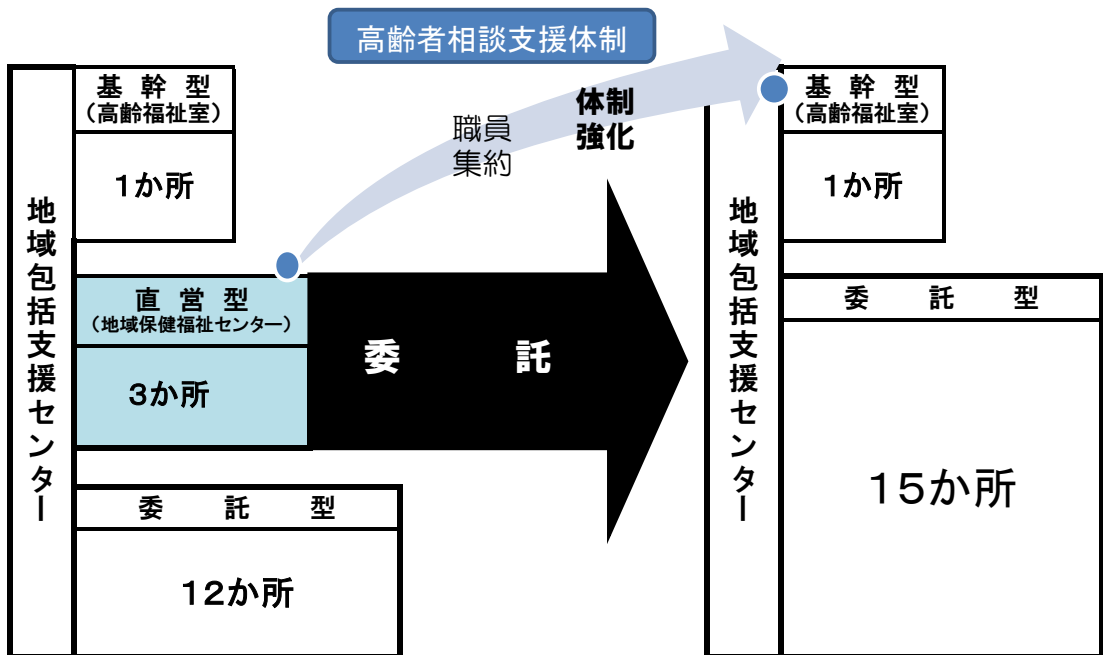 高齢者相談支援体制
地域包括支援センター
基幹型
（高齢福祉室）
1か所
直営型
（地域保健福祉センター）
3か所
委託型
12か所
職員
集約
体制
強化
委託
地域包括支援センター
基幹型
（高齢福祉室）
1か所
委託型
15か所